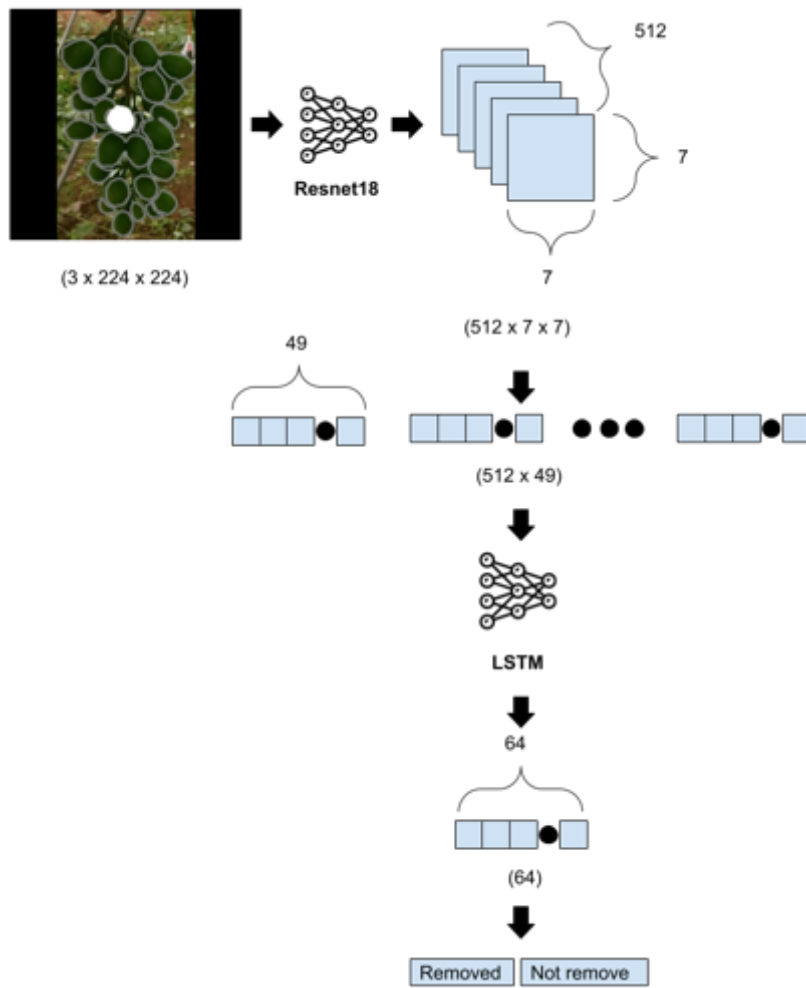 512
Resnet18
7
7
(3 x 224 x 224)
(512 x 7 x 7)
49
(512 x 49)
LSTM
64
(64)
Removed
Not remove